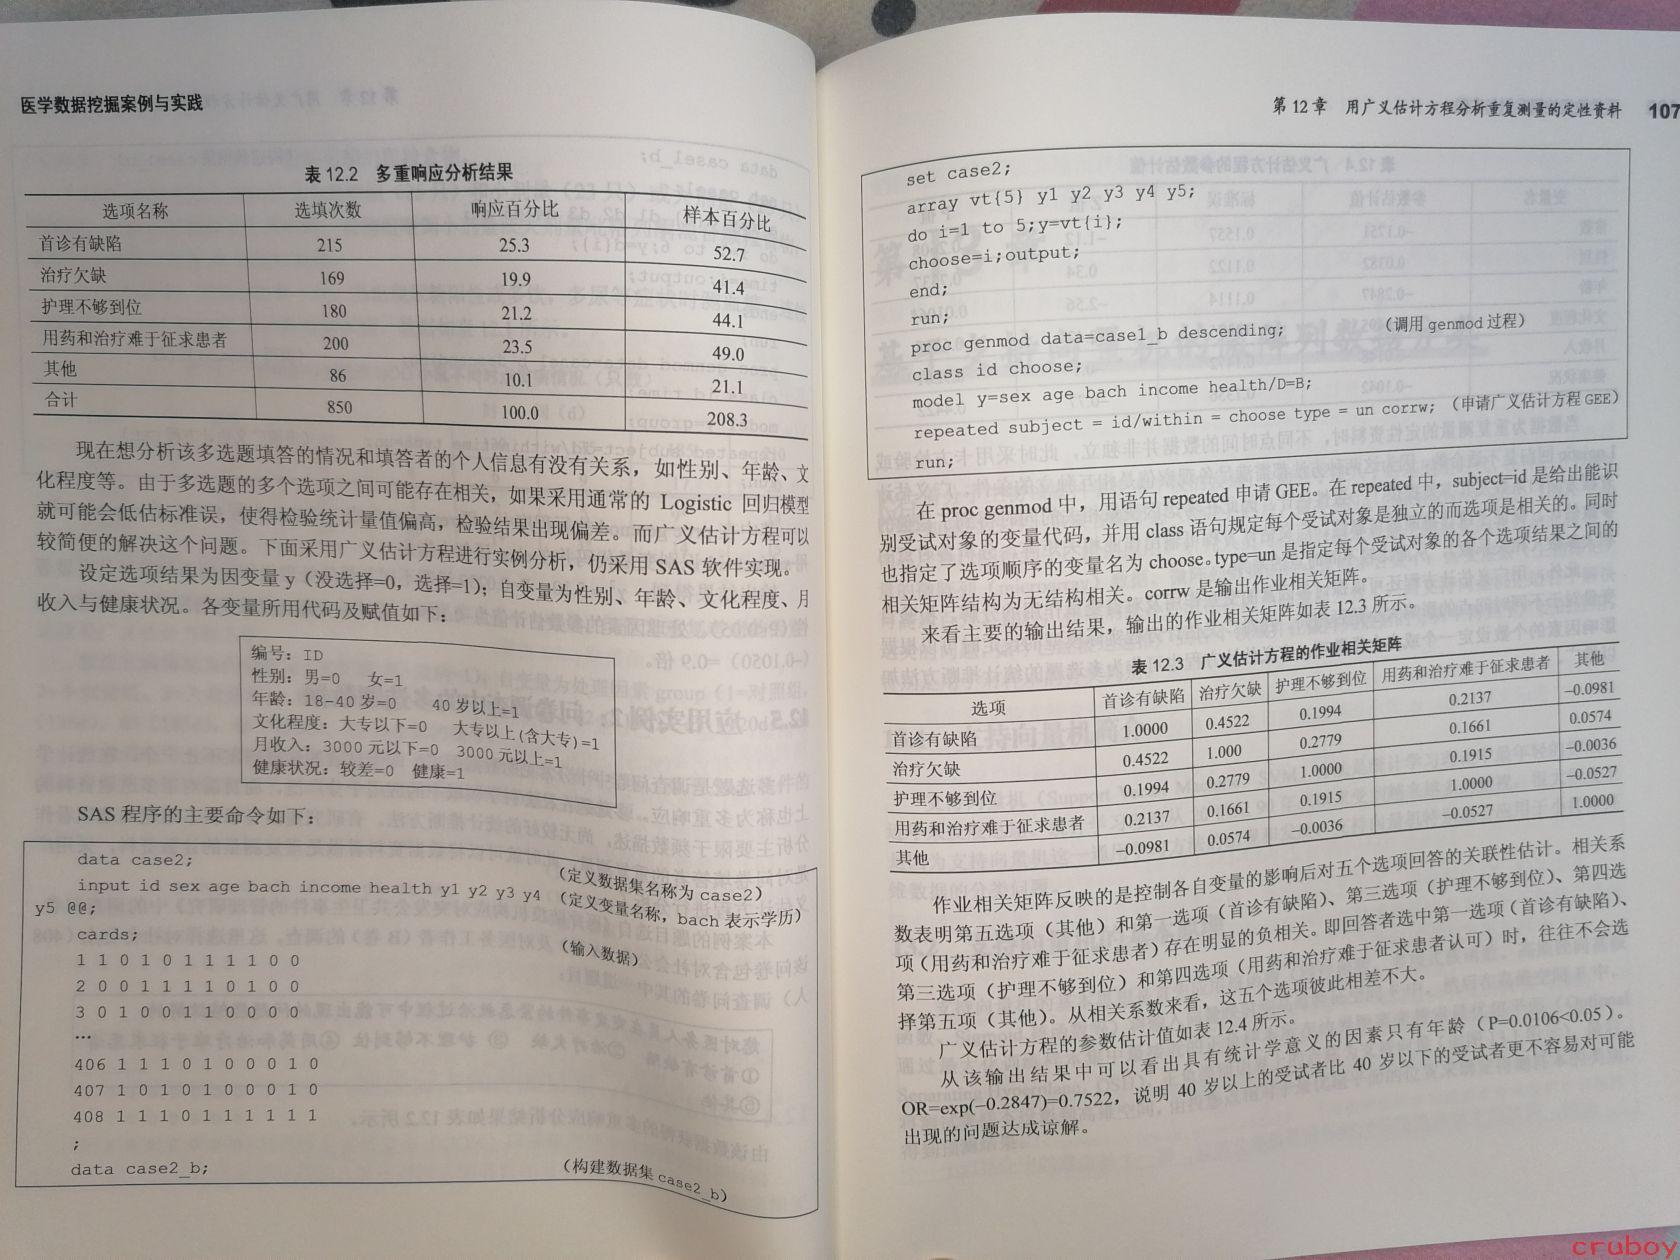 医学数据挖掘案例与实践
表 12.2 多重响应分析结果
选项名称 选填次数 响应百分比 样本百分比
首诊有缺陷 215 25.3 52.7
治疗欠缺 169 19.9 41.4
护理不够到位 180 21.2 44.1
用药和治疗难于征求患者 200 23.5 49.0
其他 86 10.1 21.1
合计 850 100.0 208.3
现在想分析该多选题填答的情况和填答者的个人信息有没有关系，如性别、年龄、文
化程度等。由于多选题的多个选项之间可能存在相关，如果采用通常的 Logistic 回归模型
就可能会低估标准误，使得检验统计量值偏高，检验结果出现偏差。而广义估计方程可以
较简便的解决这个问题。下面采用广义估计方程进行实例分析，仍采用 SAS 软件实现。
设定选项结果为因变量 y（没选择=0，选择=1）；自变量为性别、年龄、文化程度、月
收入与健康状况。各变量所用代码及赋值如下：
编号：ID
性别：男=0 女=1
年龄：18-40 岁=0 40 岁以上=1
文化程度：大专以下=0 大专以上(含大专)=1
月收入：3000 元以下=0 3000 元以上=1
健康状况：较差=0 健康=1
SAS 程序的主要命令如下：
data case2; （定义数据集名称为 case2）
input id sex age bach income health y1 y2 y3 y4
y5 @@; （定义变量名称，bach 表示学历）
cards; （输入数据）
1 1 0 1 0 1 1 1 1 0 0
2 0 0 1 1 1 1 0 1 0 0
3 0 1 0 0 1 1 0 0 0 0
…
406 1 1 1 0 1 0 0 0 1 0
407 1 0 1 0 1 0 0 0 1 0
408 1 1 1 0 1 1 1 1 1 1
;
data case2_b; （构建数据集 case2_b）
第 12 章 用广义估计方程分析重复测量的定性资料 107
set case2;
array vt{5} y1 y2 y3 y4 y5;
do i=1 to 5;y=vt{i};
choose=i;output;
end;
run;
proc genmod data=case1_b descending; （调用 genmod 过程）
class id choose;
model y=sex age bach income health/D=B;
repeated subject = id/within = choose type = un corrw; （申请广义估计方程 GEE）
run;
在 proc genmod 中，用语句 repeated 申请 GEE。在 repeated 中，subject=id 是给出能识
别受试对象的变量代码，并用 class 语句规定每个受试对象是独立的而选项是相关的。同时
也指定了选项顺序的变量名为 choose。type=un 是指定每个受试对象的各个选项结果之间的
相关矩阵结构为无结构相关。corrw 是输出作业相关矩阵。
来看主要的输出结果，输出的作业相关矩阵如表 12.3 所示。
表 12.3 广义估计方程的作业相关矩阵
选项 首诊有缺陷 治疗欠缺 护理不够到位 用药和治疗难于征求患者 其他
首诊有缺陷 1.0000 0.4522 0.1994 0.2137 −0.0981
治疗欠缺 0.4522 1.000 0.2779 0.1661 0.0574
护理不够到位 0.1994 0.2779 1.0000 0.1915 −0.0036
用药和治疗难于征求患者 0.2137 0.1661 0.1915 1.0000 −0.0527
其他 −0.0981 0.0574 −0.0036 −0.0527 1.0000
作业相关矩阵反映的是控制各自变量的影响后对五个选项回答的关联性估计。相关系
数表明第五选项（其他）和第一选项（首诊有缺陷）、第三选项（护理不够到位）、第四选
项（用药和治疗难于征求患者）存在明显的负相关。即回答者选中第一选项（首诊有缺陷）、
第三选项（护理不够到位）和第四选项（用药和治疗难于征求患者认可）时，往往不会选
择第五项（其他）。从相关系数来看，这五个选项彼此相差不大。
广义估计方程的参数估计值如表 12.4 所示。
从该输出结果中可以看出具有统计学意义的因素只有年龄（P=0.0106<0.05）。
OR=exp(−0.2847)=0.7522，说明 40 岁以上的受试者比 40 岁以下的受试者更不容易对可能
出现的问题达成谅解。
cruboy